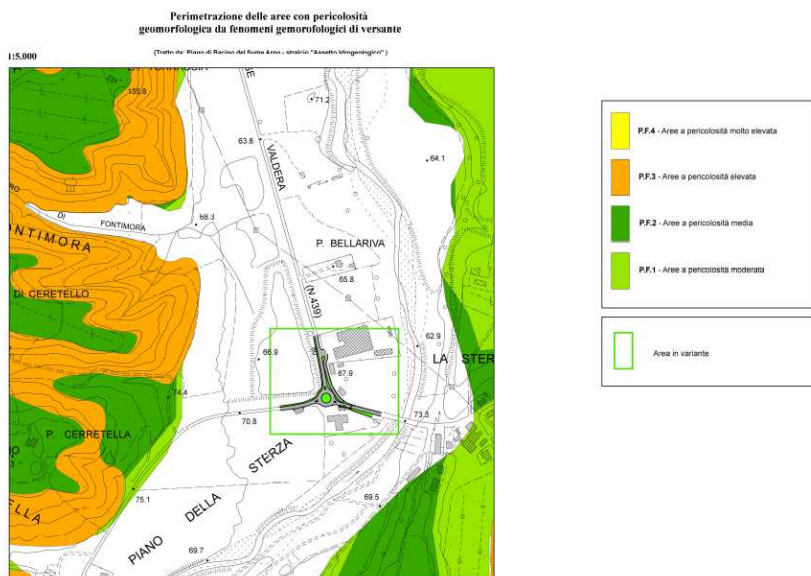 Perimetrazione delle aree con pericolosità
geomorfologica da fenomeni gemorofologici di versante
1:5.000
(Tratto da: Piano di Bacino del fiume Arno - stralcio "Assetto Idrogeologico" )
135.8
71.2
63.8
VALDERA
64.1
DI
FONTIMORA
68.3
ONTIMORA
P. BELLARIVA
65.8
DI CERETELLO
(N.439)
62.9
66.9
LA STER
67.9
74.4
70.8
73.3
P. CERRETELLA
PIANO DELLA STERZA
75.1
69.5
ELLA
69.7
P.F.4 - Aree a pericolosità molto elevata
P.F.3 - Aree a pericolosità elevata
P.F.2 - Aree a pericolosità media
P.F.1 - Aree a pericolosità moderata
Area in variante